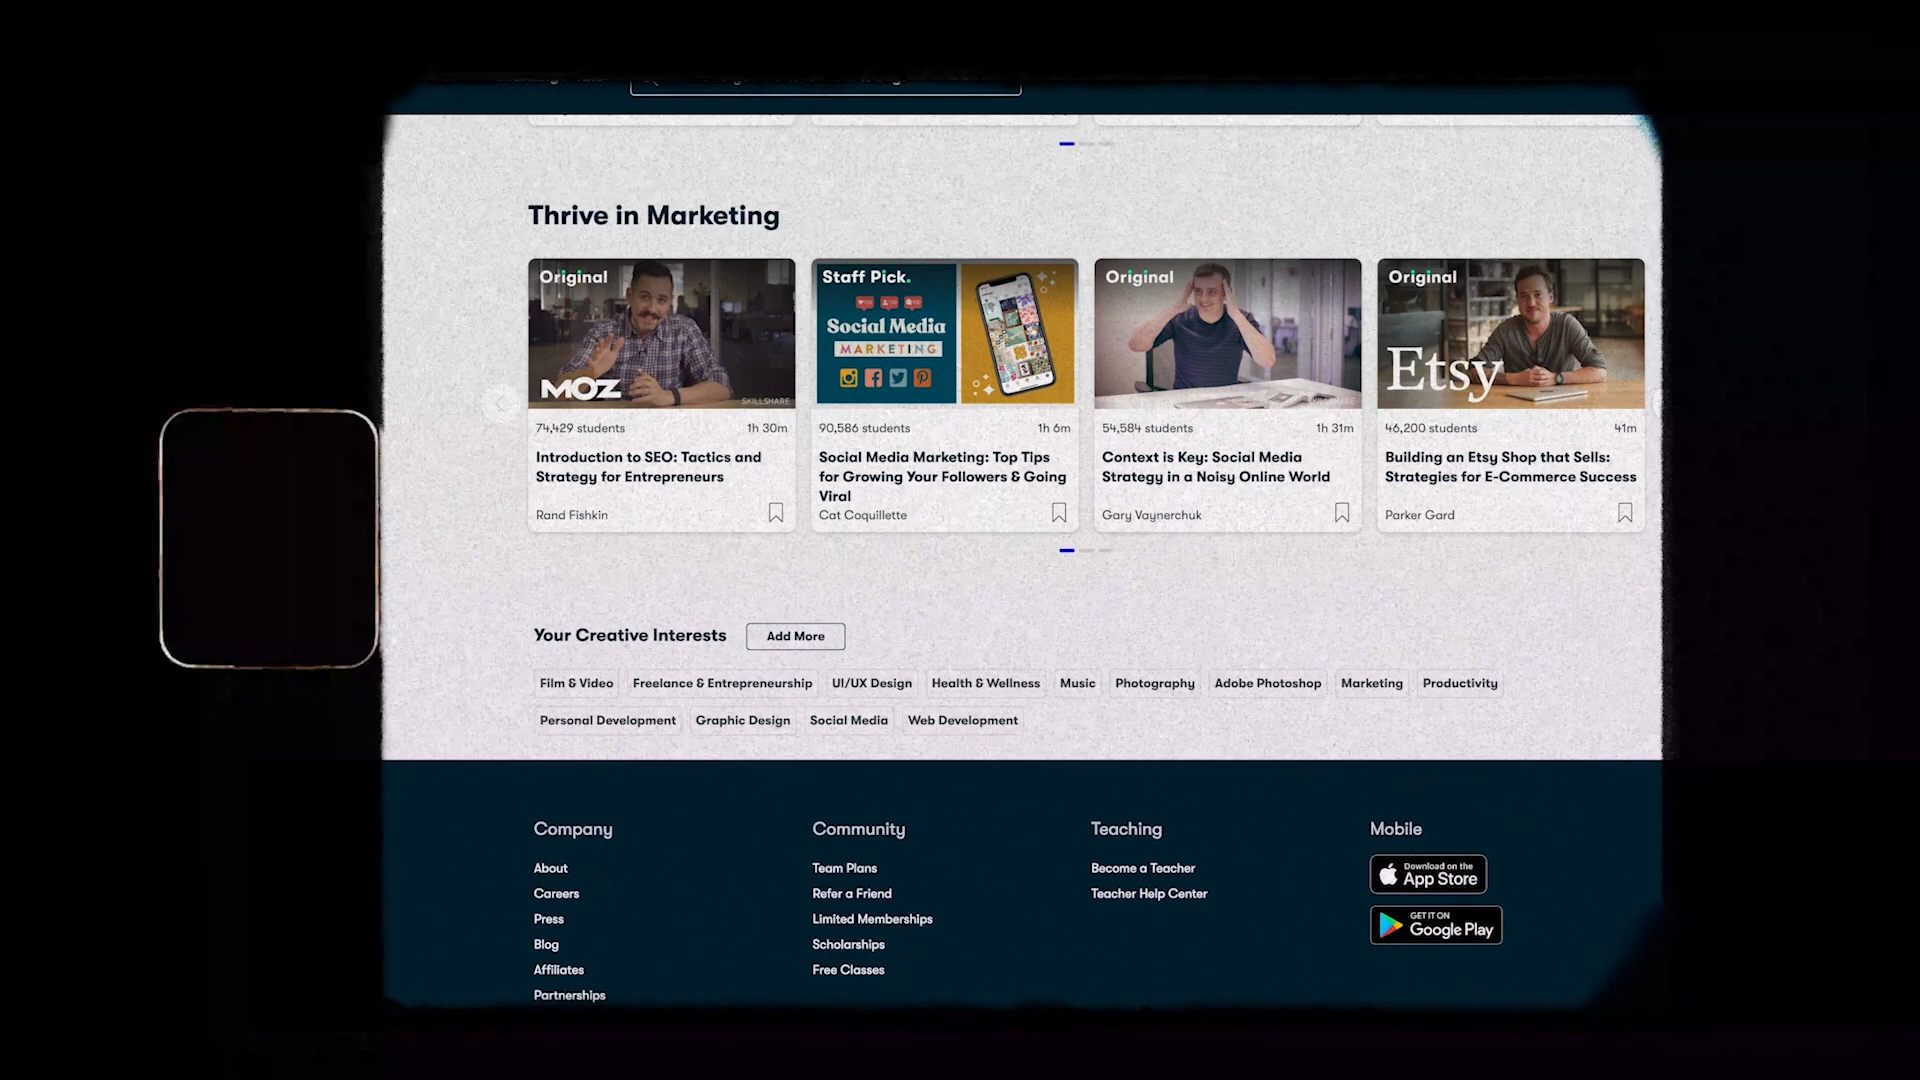 Thrive in Marketing
Original
MOZ
SKILLSHARE
74,429 students 1h 30m
Introduction to SEO: Tactics and
Strategy for Entrepreneurs
Rand Fishkin
Staff Pick.
Social Media
MARKETING
90,586 students 1h 6m
Social Media Marketing: Top Tips
for Growing Your Followers & Going
Viral
Cat Coquillette
Original
SKILLSHARE
54,584 students 1h 31m
Context is Key: Social Media
Strategy in a Noisy Online World
Gary Vaynerchuk
Original
Etsy
46,200 students 41m
Building an Etsy Shop that Sells:
Strategies for E-Commerce Success
Parker Gard
Your Creative Interests Add More
Film & Video Freelance & Entrepreneurship UI/UX Design Health & Wellness Music Photography Adobe Photoshop Marketing Productivity
Personal Development Graphic Design Social Media Web Development
Company
About
Careers
Press
Blog
Affiliates
Partnerships
Community
Team Plans
Refer a Friend
Limited Memberships
Scholarships
Free Classes
Teaching
Become a Teacher
Teacher Help Center
Mobile
Download on the
App Store
GET IT ON
Google Play